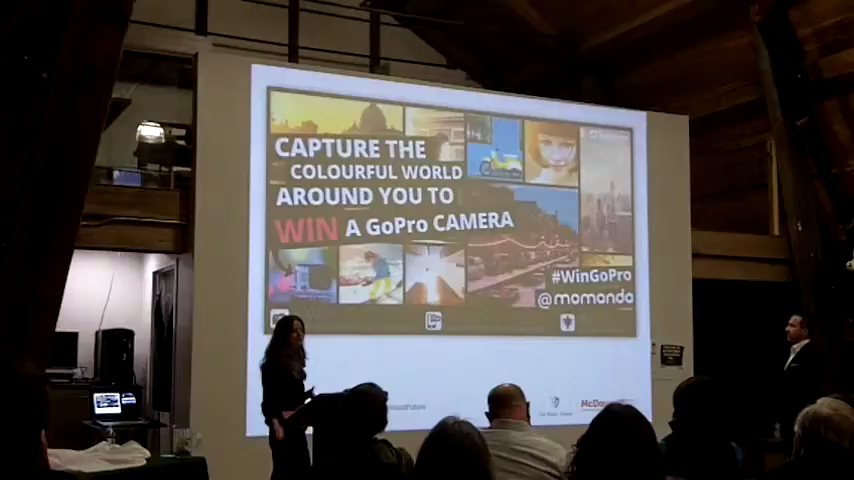 CAPTURE THE
COLOURFUL WORLD
AROUND YOU TO
WIN A GoPro CAMERA
#WinGoPro
@momondo